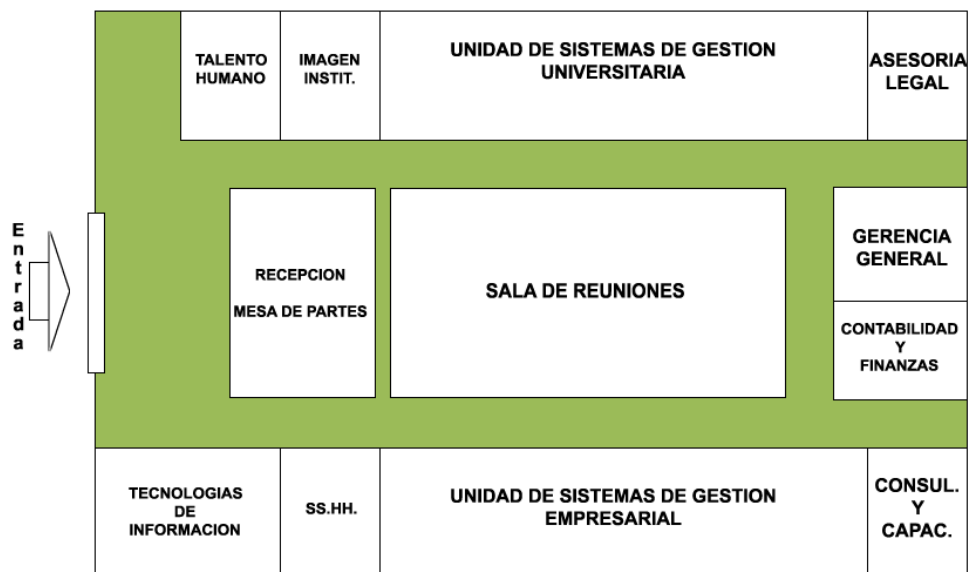 TALENTO
HUMANO
IMAGEN
INSTIT.
UNIDAD DE SISTEMAS DE GESTION
UNIVERSITARIA
ASESORIA
LEGAL
Entrada
RECEPCION
MESA DE PARTES
SALA DE REUNIONES
GERENCIA
GENERAL
CONTABILIDAD
Y
FINANZAS
TECNOLOGIAS
DE
INFORMACION
SS.HH.
UNIDAD DE SISTEMAS DE GESTION
EMPRESARIAL
CONSUL.
Y
CAPAC.